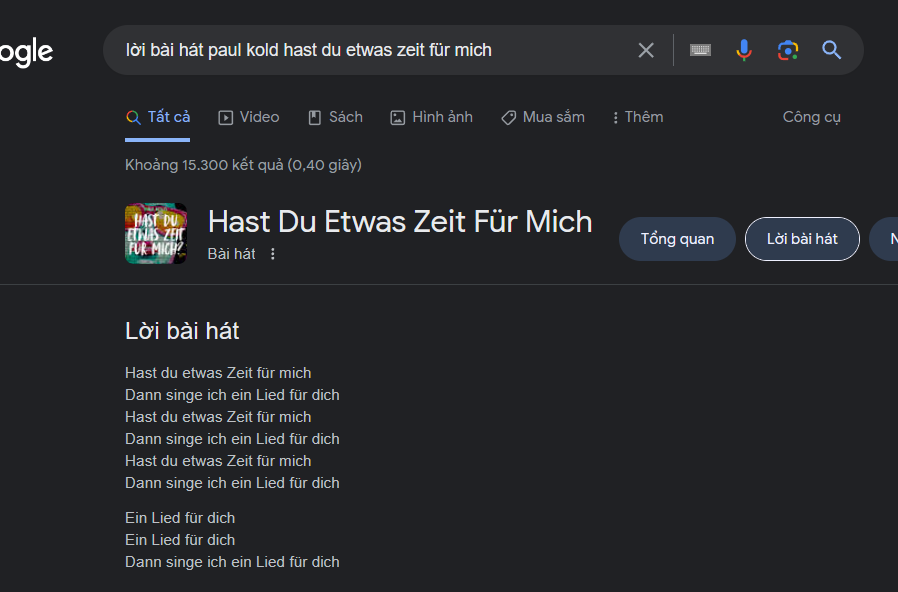 ogle
lời bài hát paul kold hast du etwas zeit für mich
Tất cả Video Sách Hình ảnh Mua sắm Thêm Công cụ
Khoảng 15.300 kết quả (0,40 giây)
HAST DU
ETWAS ZEIT
FÜR MICH?
Hast Du Etwas Zeit Für Mich
Bài hát
Tổng quan Lời bài hát N
Lời bài hát
Hast du etwas Zeit für mich
Dann singe ich ein Lied für dich
Hast du etwas Zeit für mich
Dann singe ich ein Lied für dich
Hast du etwas Zeit für mich
Dann singe ich ein Lied für dich
Ein Lied für dich
Ein Lied für dich
Dann singe ich ein Lied für dich